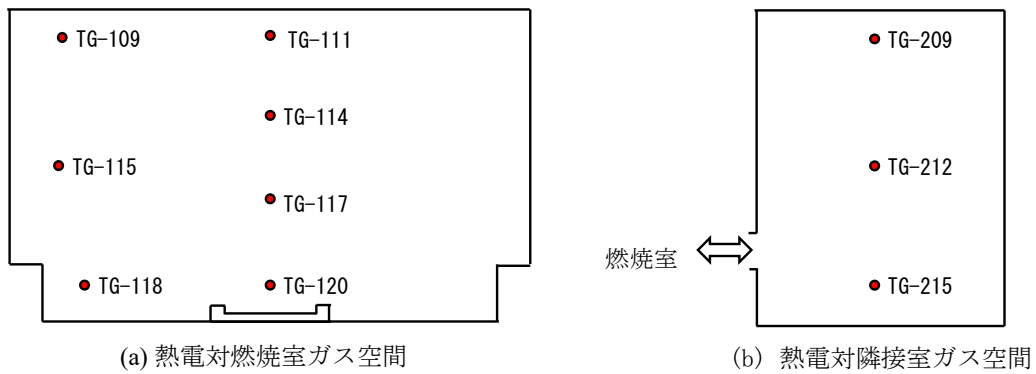 TG-109
TG-111
TG-114
TG-115
TG-117
TG-118
TG-120
(a) 熱電対燃焼室ガス空間
TG-209
TG-212
燃焼室
TG-215
(b) 熱電対隣接室ガス空間